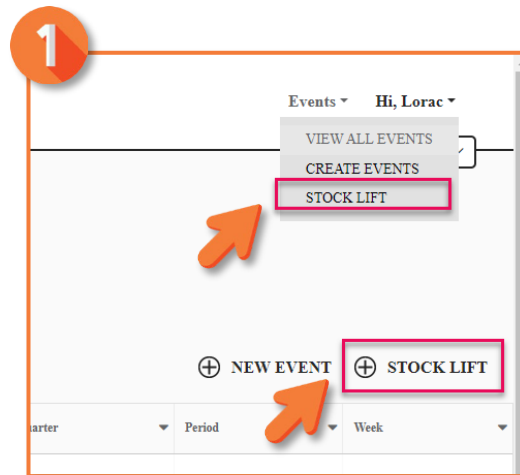 1
Events Hi, Lorac
VIEW ALL EVENTS
CREATE EVENTS
STOCK LIFT
NEW EVENT STOCK LIFT
arter Period Week